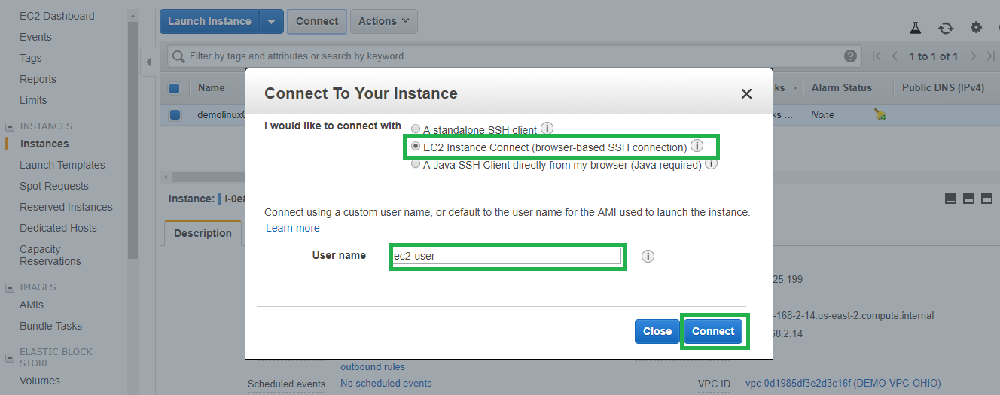 EC2 Dashboard
Events
Tags
Reports
Limits
INSTANCES
Instances
Launch Templates
Spot Requests
Reserved Instances
Dedicated Hosts
Capacity
Reservations
IMAGES
AMIs
Bundle Tasks
ELASTIC BLOCK
STORE
Volumes
Launch Instance Connect Actions
Filter by tags and attributes or search by keyword
1 to 1 of 1
Name Alarm Status Public DNS (IPv4)
None
Connect To Your Instance
I would like to connect with
A standalone SSH client
EC2 Instance Connect (browser-based SSH connection)
A Java SSH Client directly from my browser (Java required)
Instance:
Connect using a custom user name, or default to the user name for the AMI used to launch the instance.
Learn more
Description
User name ec2-user
25.199
-168-2-14.us-east-2.compute.internal
8.2.14
Close Connect
outbound rules
Scheduled events No scheduled events
VPC ID vpc-0d1985df3e2d3c16f (DEMO-VPC-OHIO)